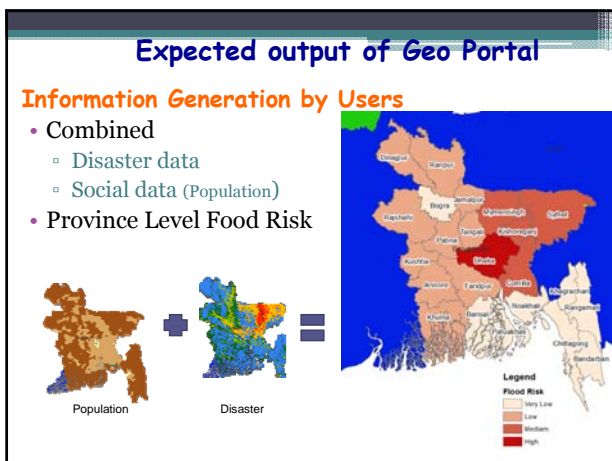 Expected output of Geo Portal
Information Generation by Users
• Combined
▫ Disaster data
▫ Social data (Population)
• Province Level Food Risk
Population
Disaster
Dinajpur
Ranpur
Bogra
Jamalpur
Mymensingh
Sylhet
Rajshahi
Tangail
Kishoreganj
Pabna
Dhaka
Kushtia
Jessore
Faridpur
Comilla
Khagrachari
Khulna
Barisal
Noakhali
Rangamati
Patuakhali
Chittagong
Bandarban
Legend
Flood Risk
Very Low
Low
Medium
High